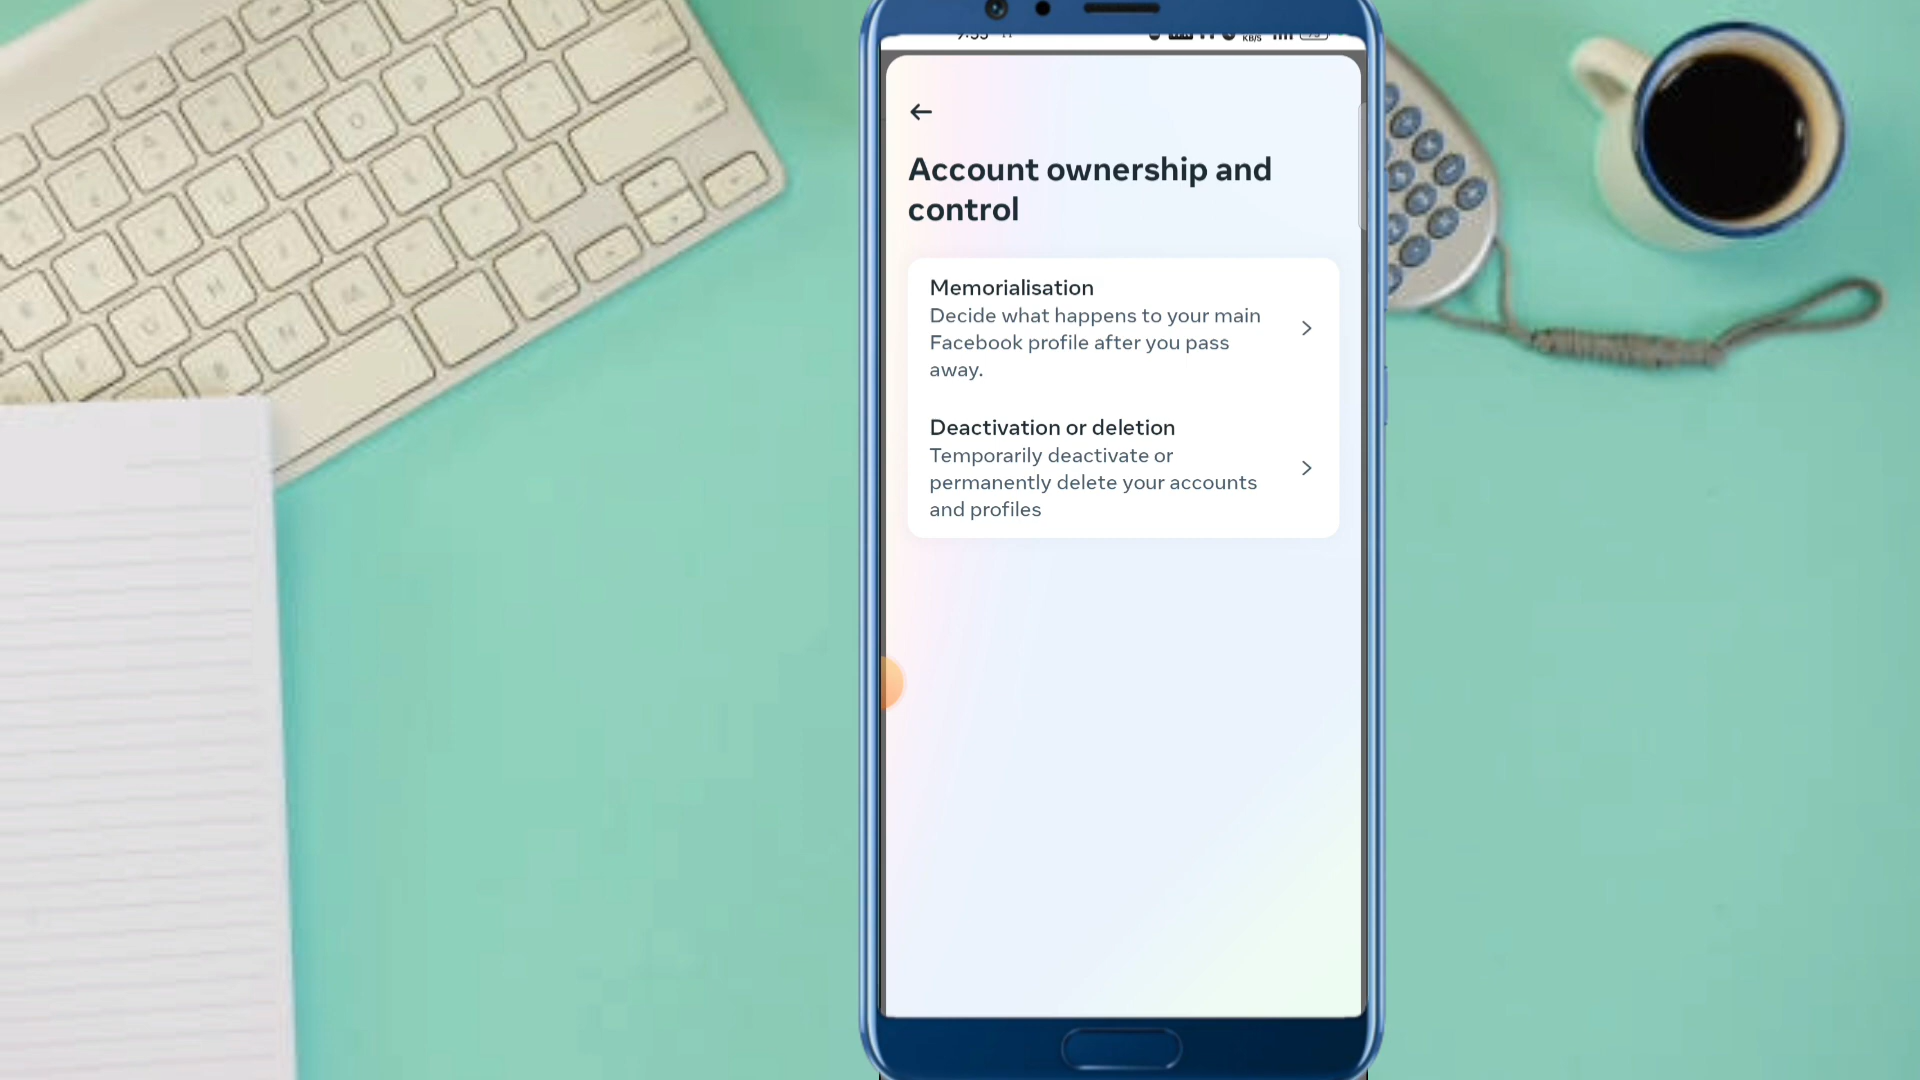 Account ownership and
control
Memorialisation
Decide what happens to your main
Facebook profile after you pass
away.
Deactivation or deletion
Temporarily deactivate or
permanently delete your accounts
and profiles